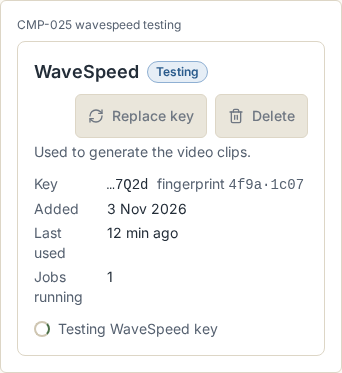 CMP-025 wavespeed testing
WaveSpeed Testing
Replace key Delete
Used to generate the video clips.
Key …7Q2d fingerprint 4f9a·1c07
Added 3 Nov 2026
Last used 12 min ago
Jobs running 1
Testing WaveSpeed key